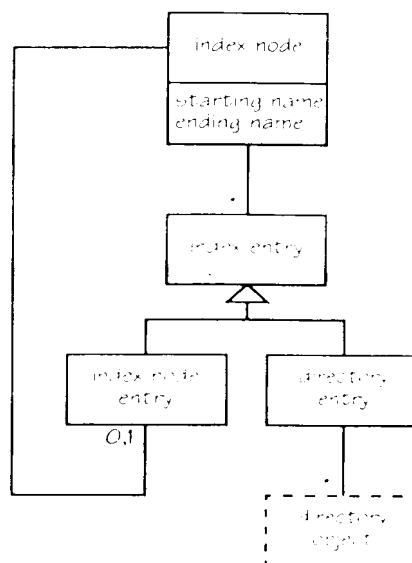 index node
starting name
ending name
index entry
index node
entry
directory
entry
0,1
directory
object